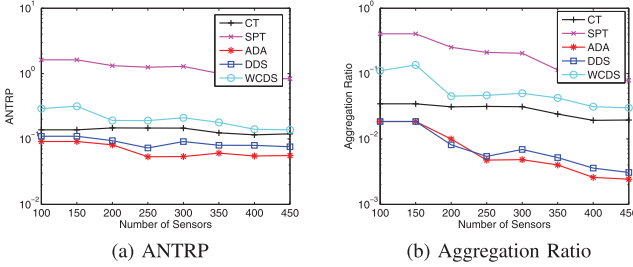 10^1
10^0
10^-1
10^-2
ANTRP
100 150 200 250 300 350 400 450
Number of Sensors
CT
SPT
ADA
DDS
WCDS
(a) ANTRP
10^0
10^-1
10^-2
10^-3
Aggregation Ratio
100 150 200 250 300 350 400 450
Number of Sensors
CT
SPT
ADA
DDS
WCDS
(b) Aggregation Ratio